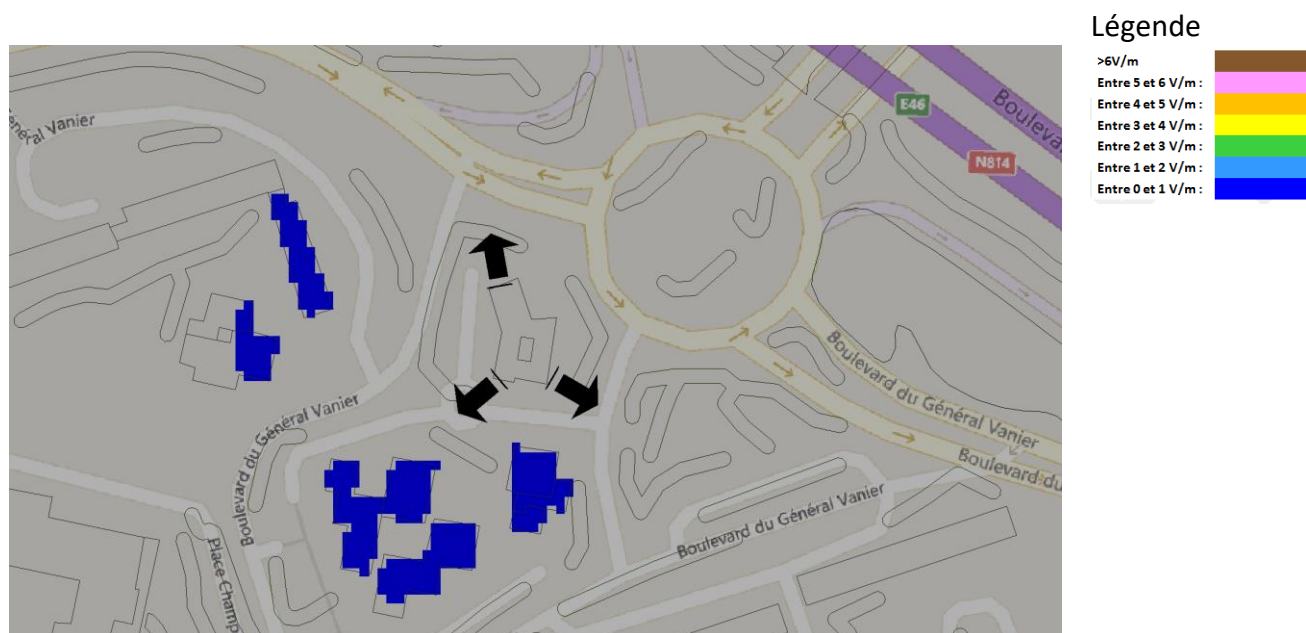 Légende
>6V/m
Entre 5 et 6 V/m :
Entre 4 et 5 V/m :
Entre 3 et 4 V/m :
Entre 2 et 3 V/m :
Entre 1 et 2 V/m :
Entre 0 et 1 V/m :
E46
Boulevar
N814
Général Vanier
Boulevard du Général Vanier
Boulevard du Général Vanier
Boulevard du
Boulevard du Général Vanier
Boulevard du Général Vanier
Place Champ